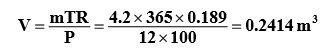 V = mTR / P = 4.2 × 365 × 0.189 / 12 × 100 = 0.2414 m³